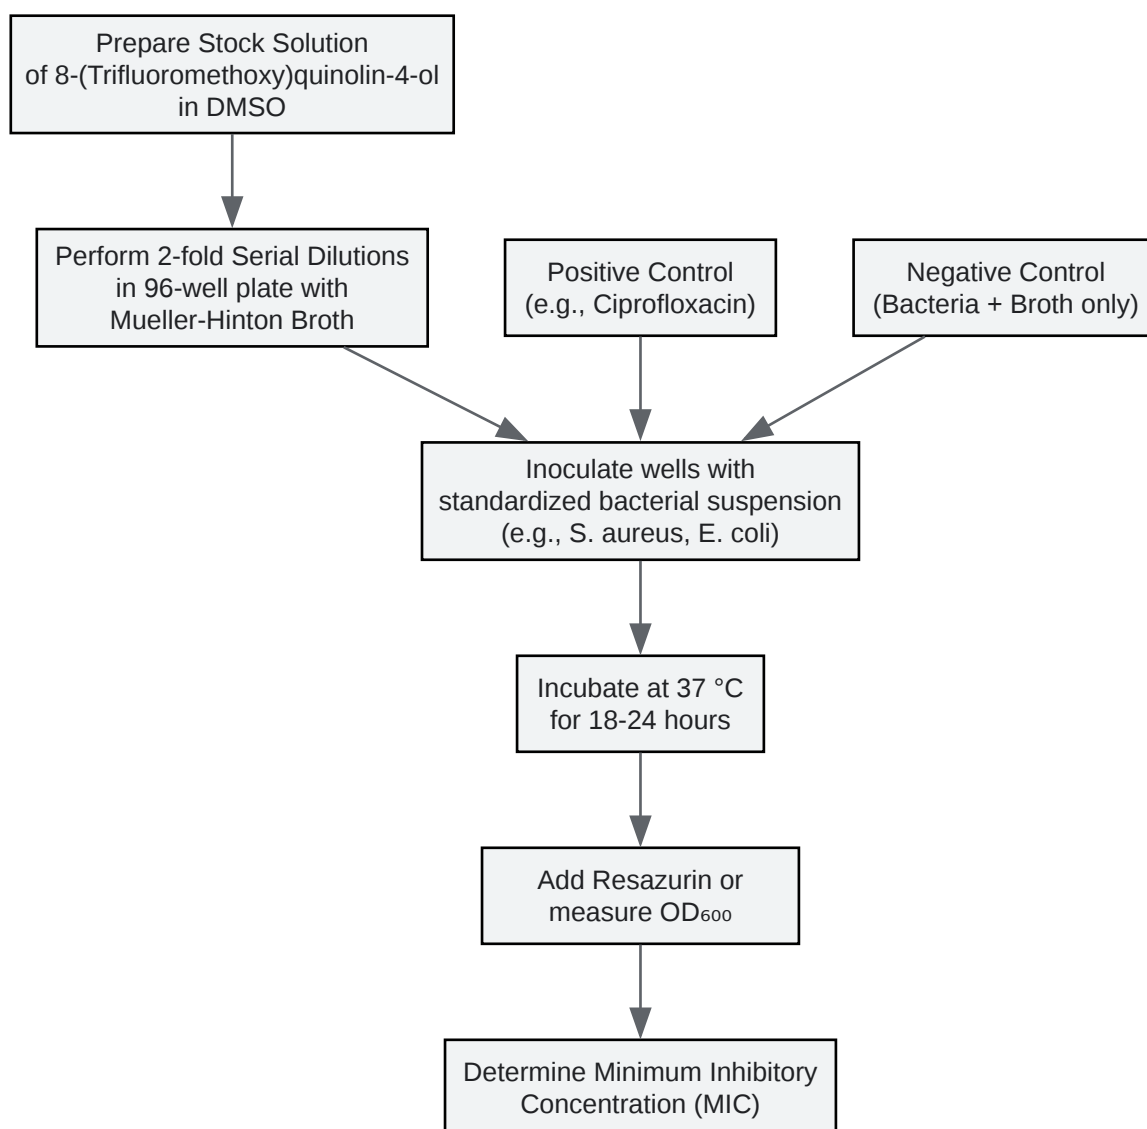 Prepare Stock Solution
of 8-(Trifluoromethoxy)quinolin-4-ol
in DMSO
Perform 2-fold Serial Dilutions
in 96-well plate with
Mueller-Hinton Broth
Positive Control
(e.g., Ciprofloxacin)
Negative Control
(Bacteria + Broth only)
Inoculate wells with
standardized bacterial suspension
(e.g., S. aureus, E. coli)
Incubate at 37 °C
for 18-24 hours
Add Resazurin or
measure OD₆₀₀
Determine Minimum Inhibitory
Concentration (MIC)